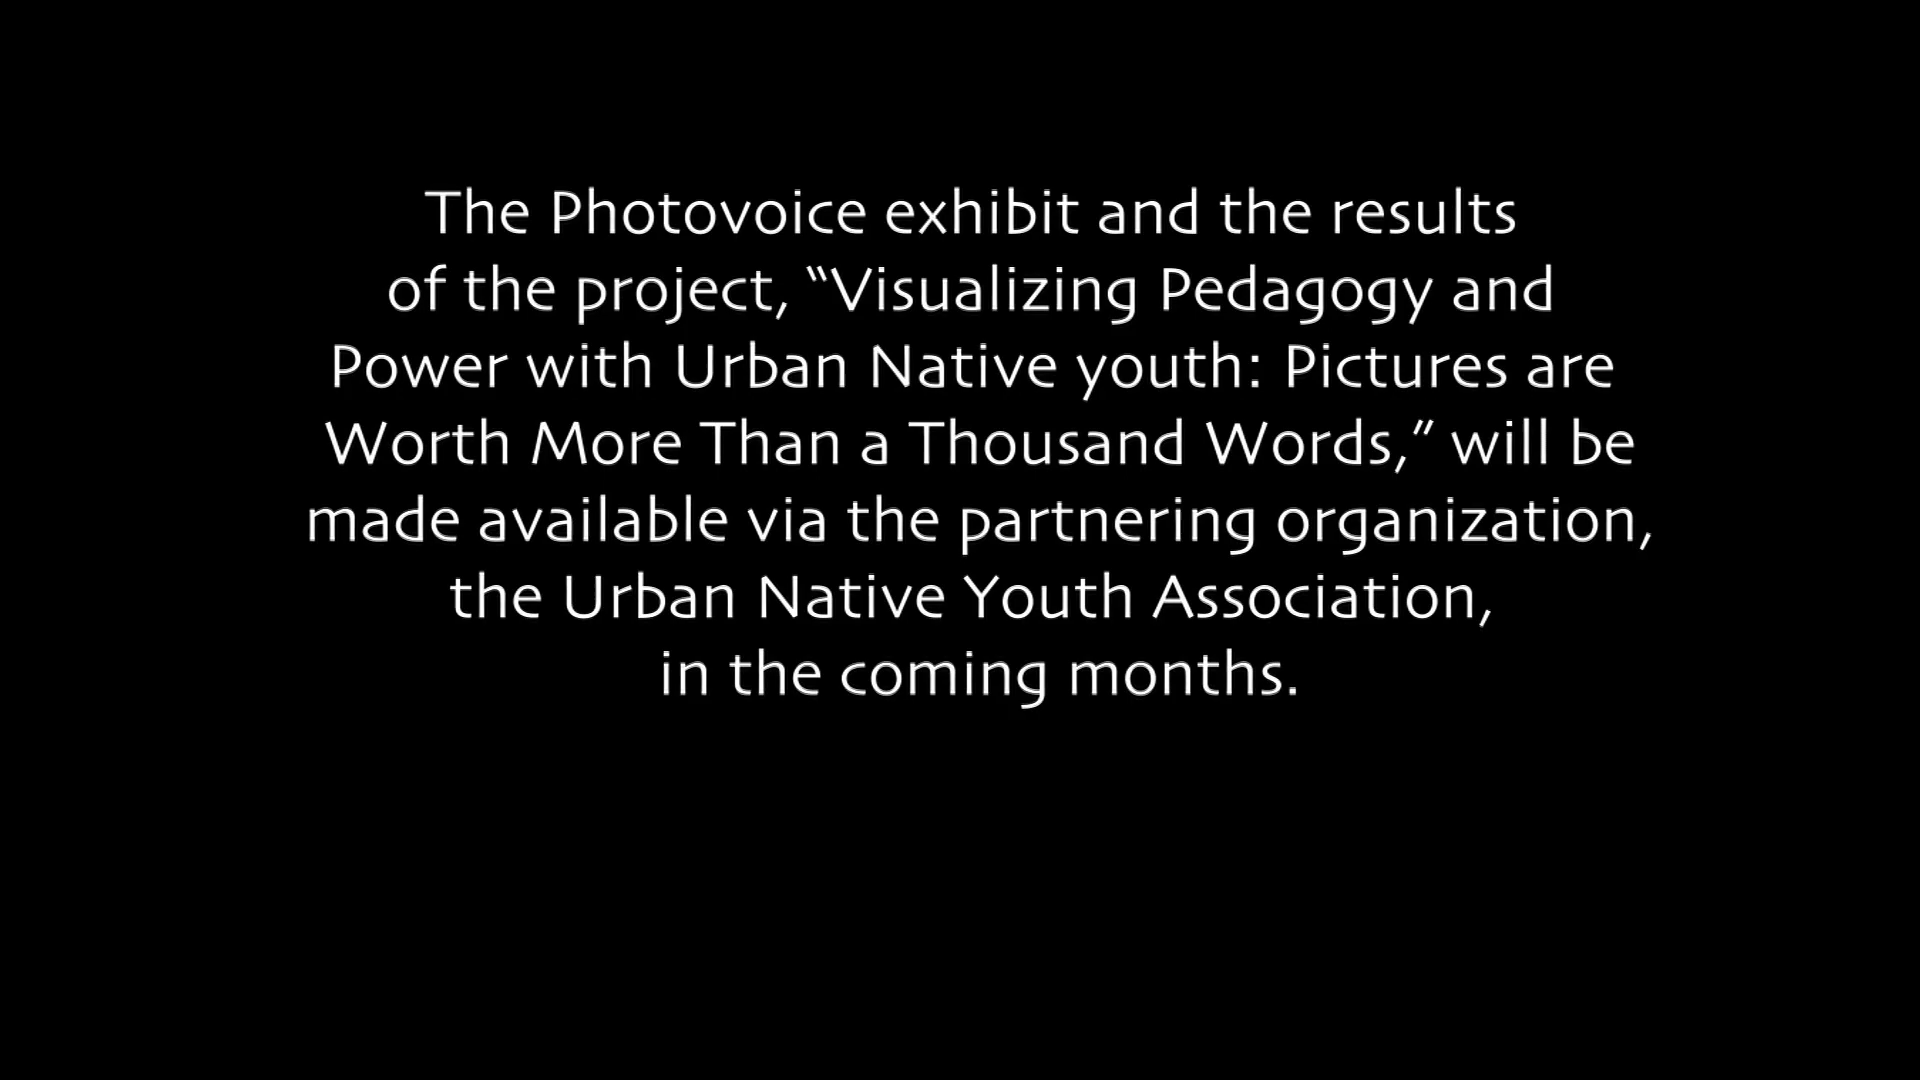 The Photovoice exhibit and the results
of the project, “Visualizing Pedagogy and
Power with Urban Native youth: Pictures are
Worth More Than a Thousand Words,” will be
made available via the partnering organization,
the Urban Native Youth Association,
in the coming months.